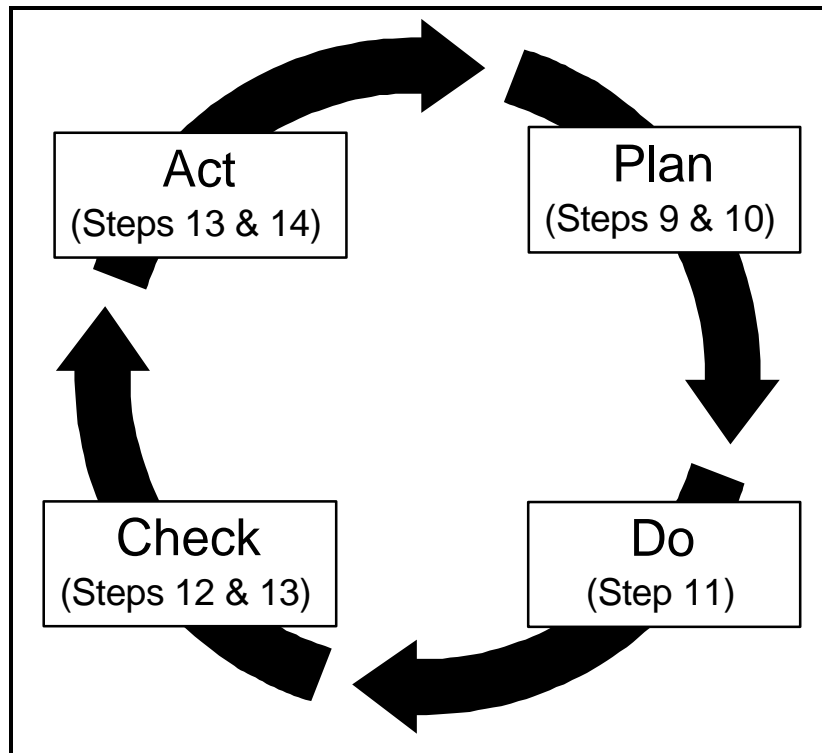 Act
(Steps 13 & 14)
Plan
(Steps 9 & 10)
Check
(Steps 12 & 13)
Do
(Step 11)